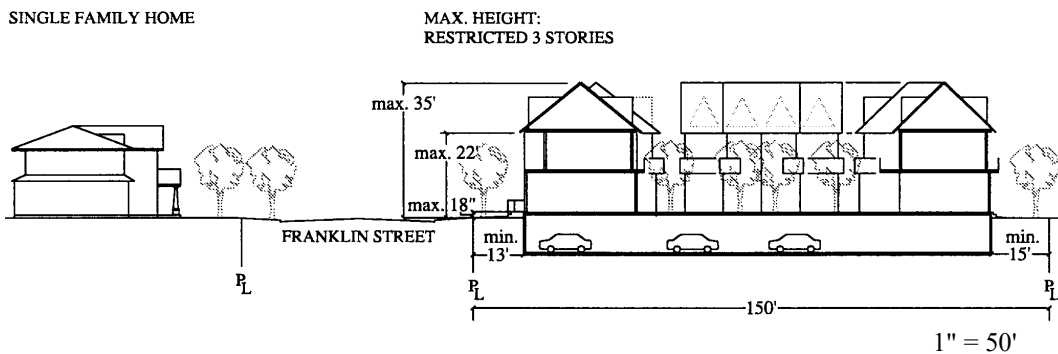 SINGLE FAMILY HOME
MAX. HEIGHT:
RESTRICTED 3 STORIES
max. 35'
max. 22'
max. 18"
FRANKLIN STREET
min.
13'
min.
15'
PL
PL
PL
150'
1" = 50'